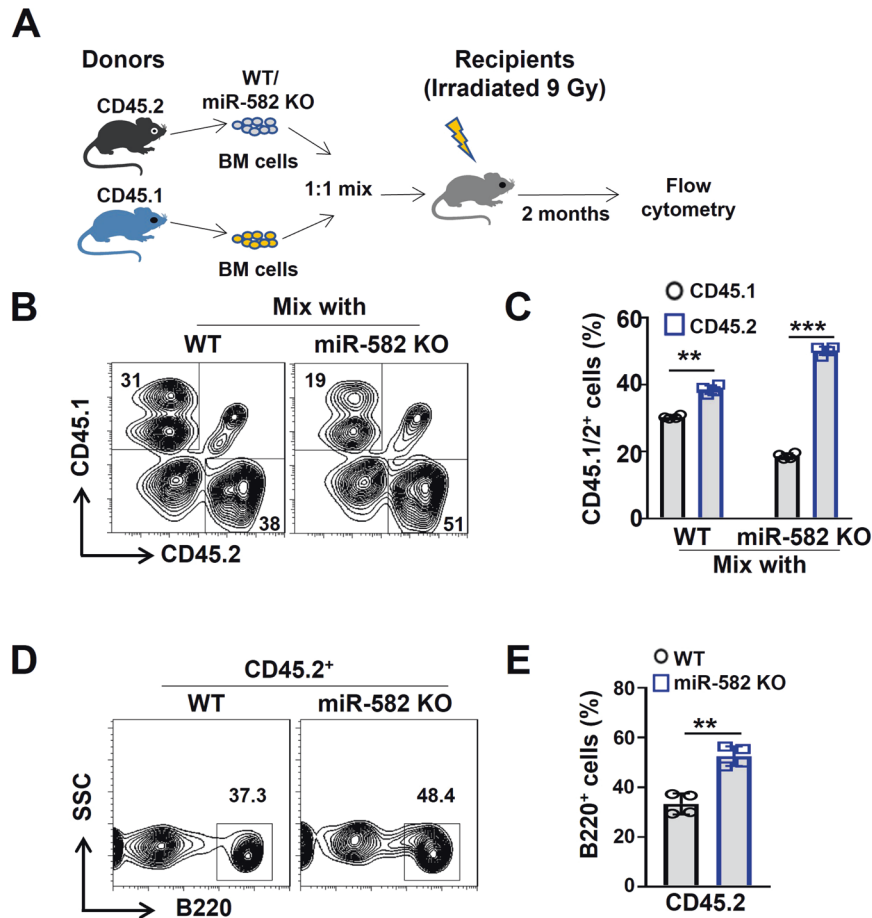 A
Donors
CD45.2
WT/
miR-582 KO
BM cells
CD45.1
BM cells
1:1 mix
Recipients
(Irradiated 9 Gy)
2 months
Flow
cytometry
B
Mix with
WT
miR-582 KO
31
38
19
51
CD45.1
CD45.2
C
CD45.1
CD45.2
CD45.1/2+ cells (%)
60
40
20
0
**
***
WT
miR-582 KO
Mix with
D
CD45.2+
WT
miR-582 KO
37.3
48.4
SSC
B220
E
WT
miR-582 KO
B220+ cells (%)
80
60
40
20
0
**
CD45.2